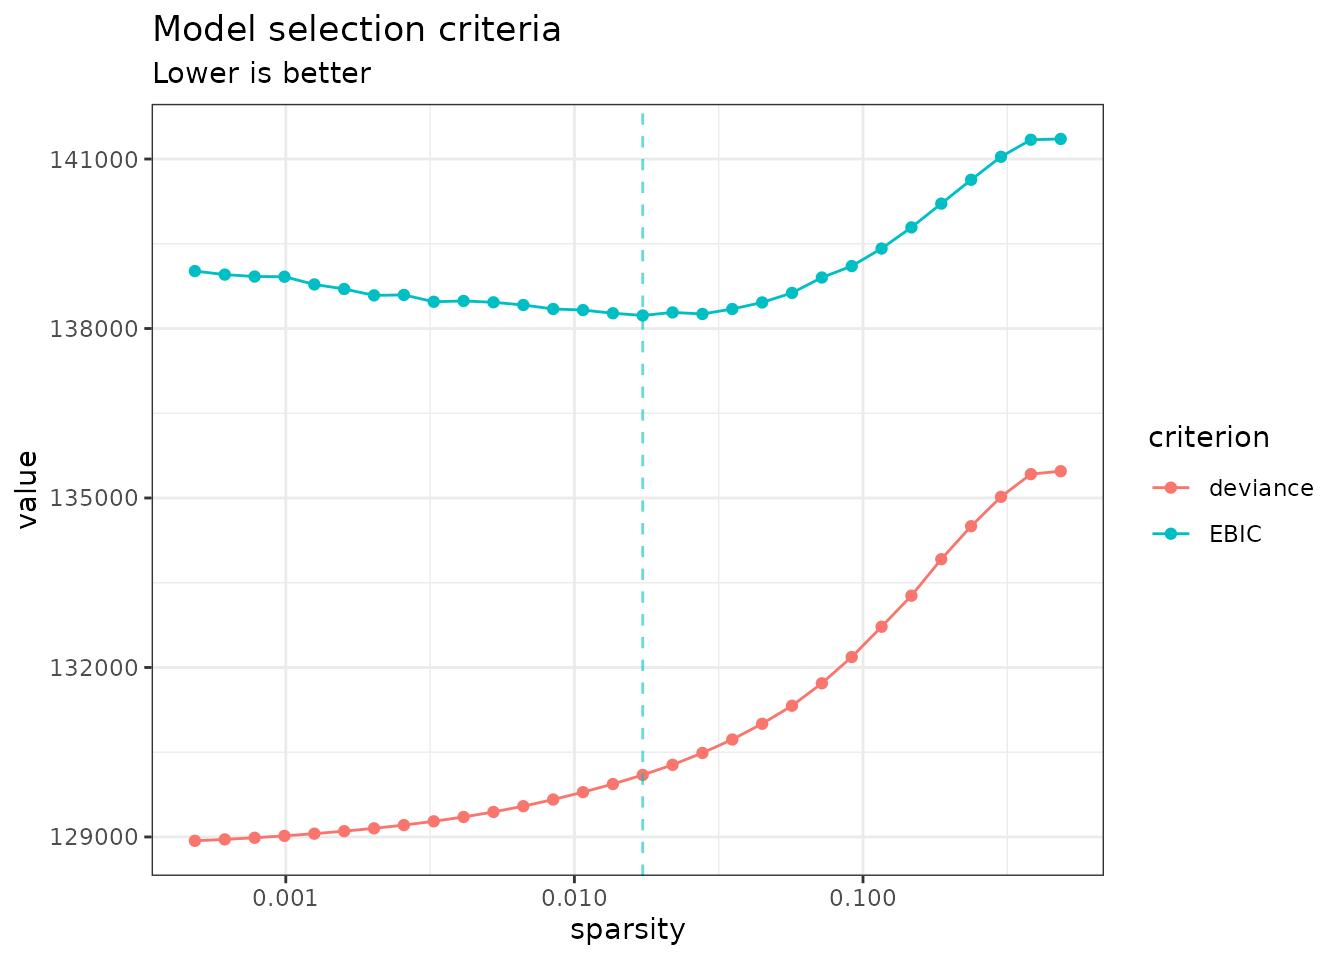 Model selection criteria
Lower is better
value
141000
138000
135000
132000
129000
0.001
0.010
0.100
sparsity
criterion
deviance
EBIC